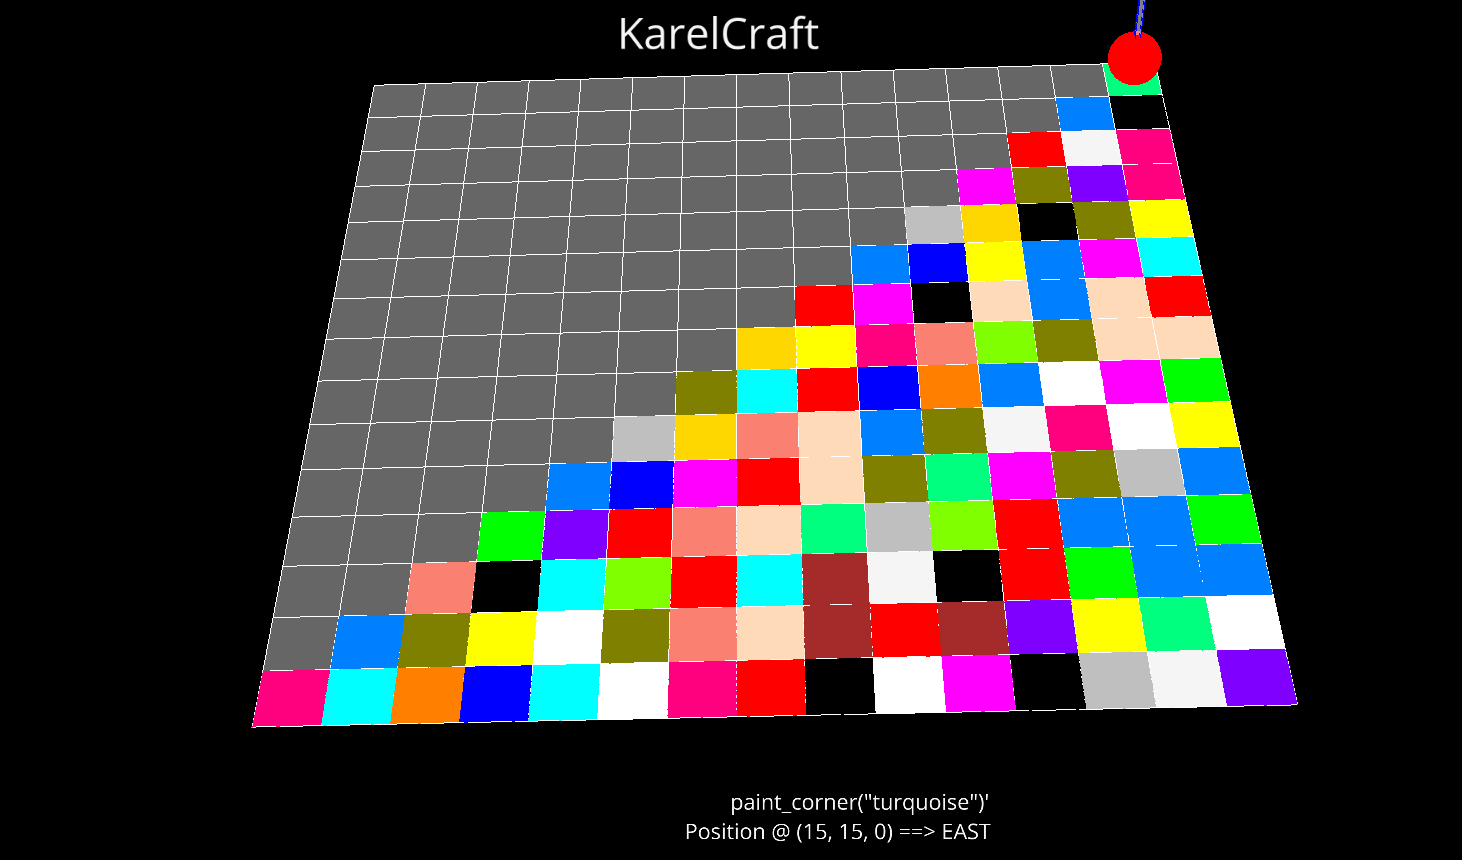 KarelCraft
paint_corner("turquoise")'
Position @ (15, 15, 0) ==> EAST